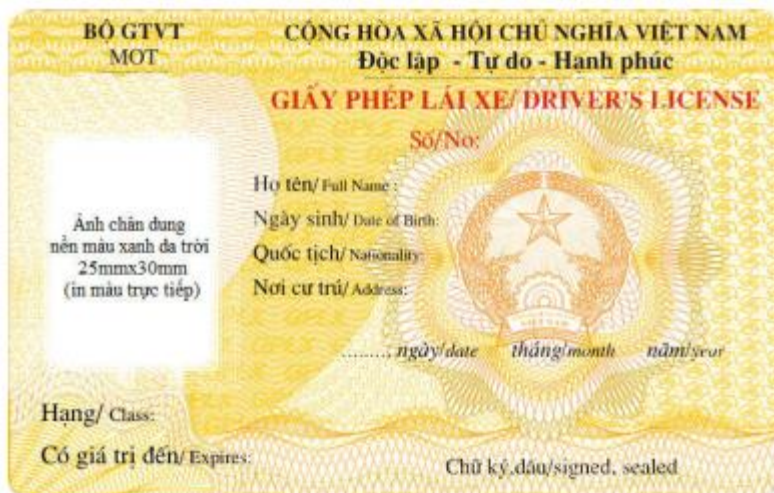 BỘ GTVT
MOT
CỘNG HÒA XÃ HỘI CHỦ NGHĨA VIỆT NAM
Độc lập - Tự do - Hạnh phúc
GIẤY PHÉP LÁI XE/ DRIVER'S LICENSE
Số/No:
Họ tên/ Full Name :
Ngày sinh/ Date of Birth:
Quốc tịch/ Nationality:
Nơi cư trú/ Address:
Ảnh chân dung
nền màu xanh da trời
25mmx30mm
(in màu trực tiếp)
VIỆT NAM
........, ngày/date tháng/month năm/year
Hạng/ Class:
Có giá trị đến/ Expires:
Chữ ký,dấu/signed, sealed